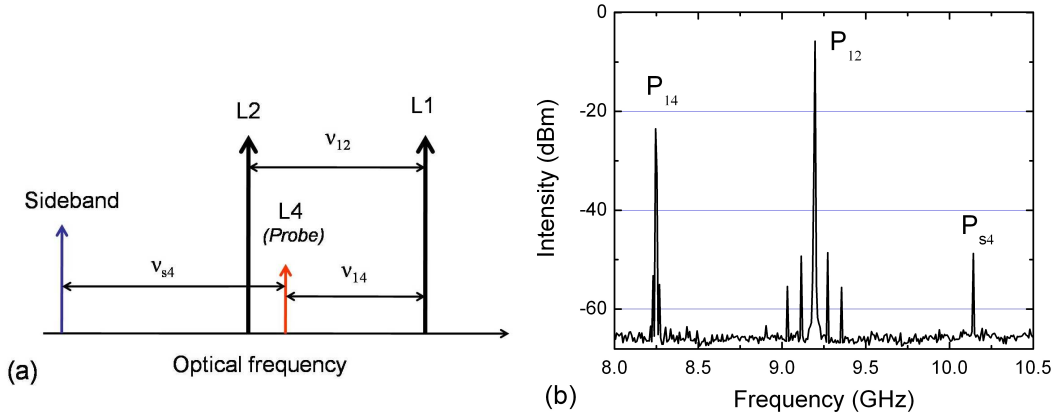 L2
L1
ν12
Sideband
L4
(Probe)
νs4
ν14
Optical frequency
(a)
0
-20
-40
-60
Intensity (dBm)
P12
P14
Ps4
8.0 8.5 9.0 9.5 10.0 10.5
Frequency (GHz)
(b)